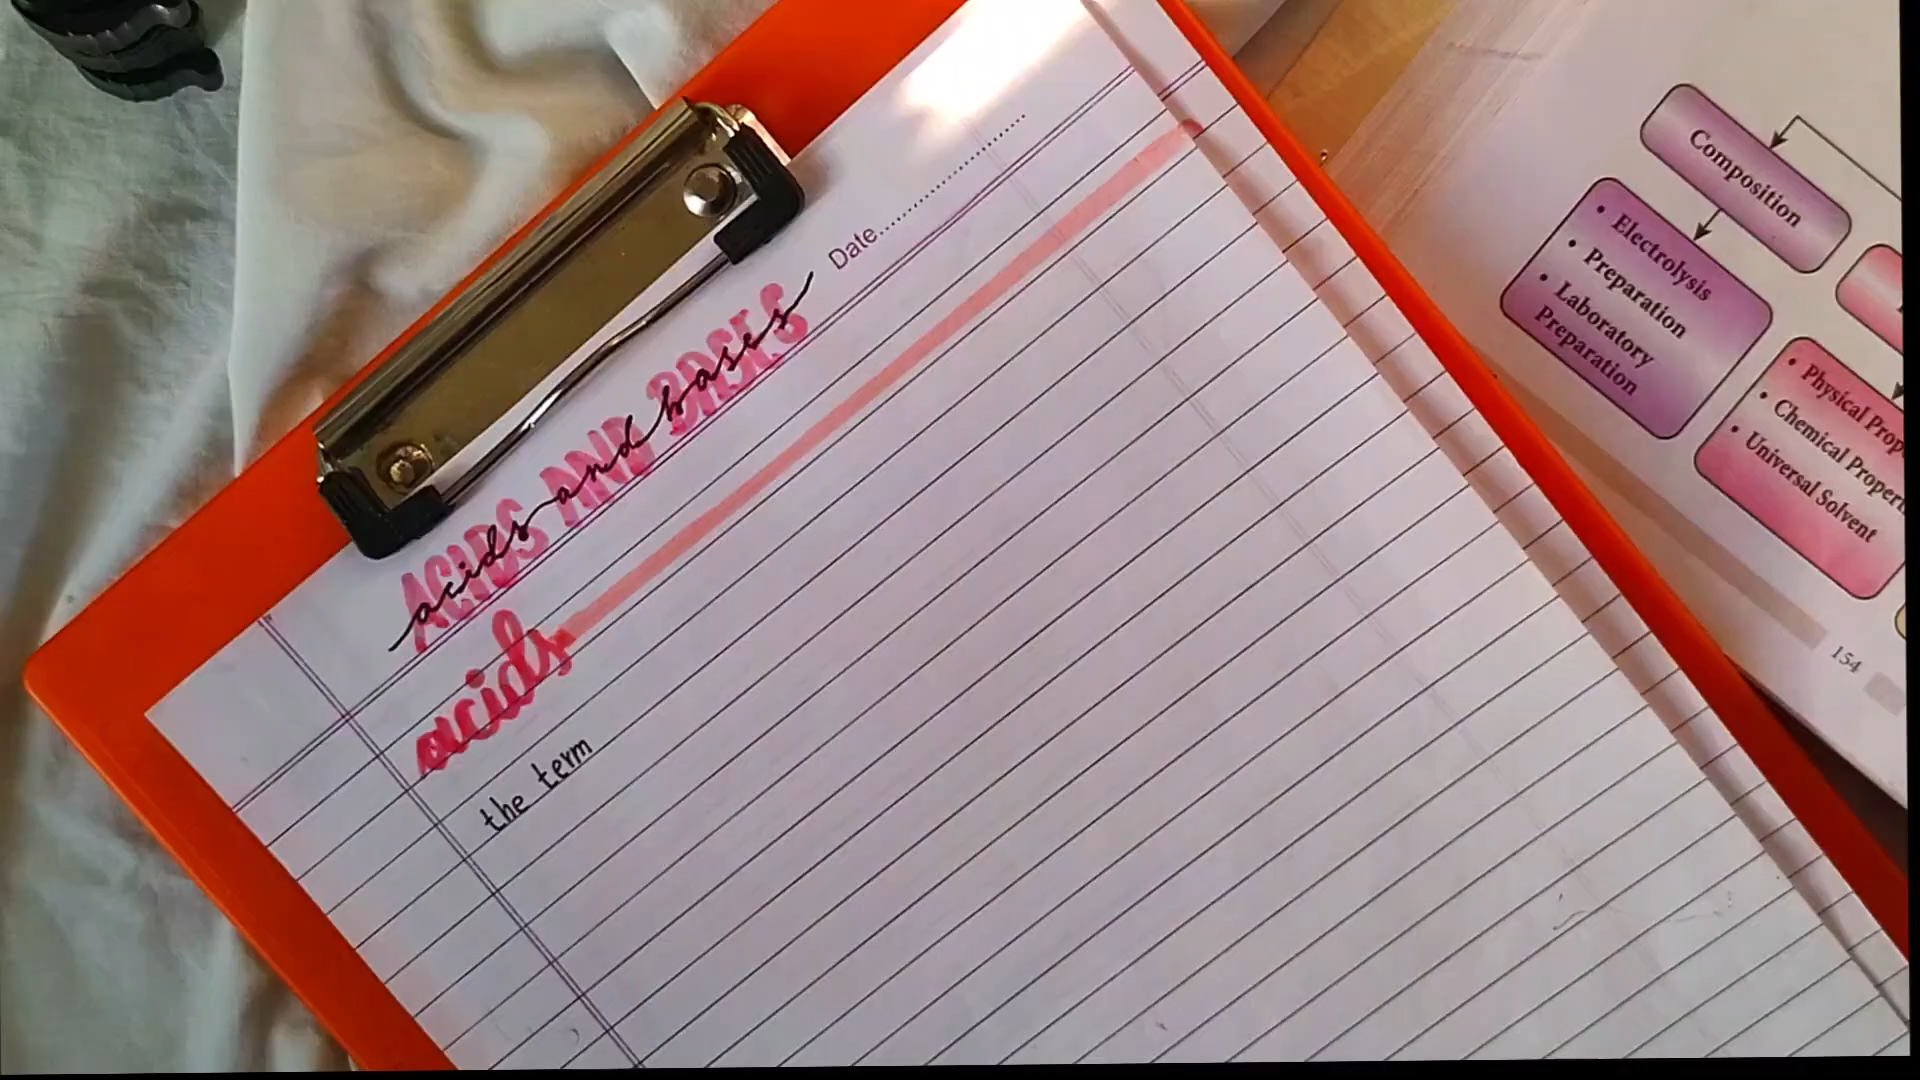 Date
ACIDS AND BASES
acids and bases
acids
the term
Composition
• Electrolysis
• Preparation
• Laboratory
Preparation
• Physical Prop
• Chemical Propert
• Universal Solvent
154